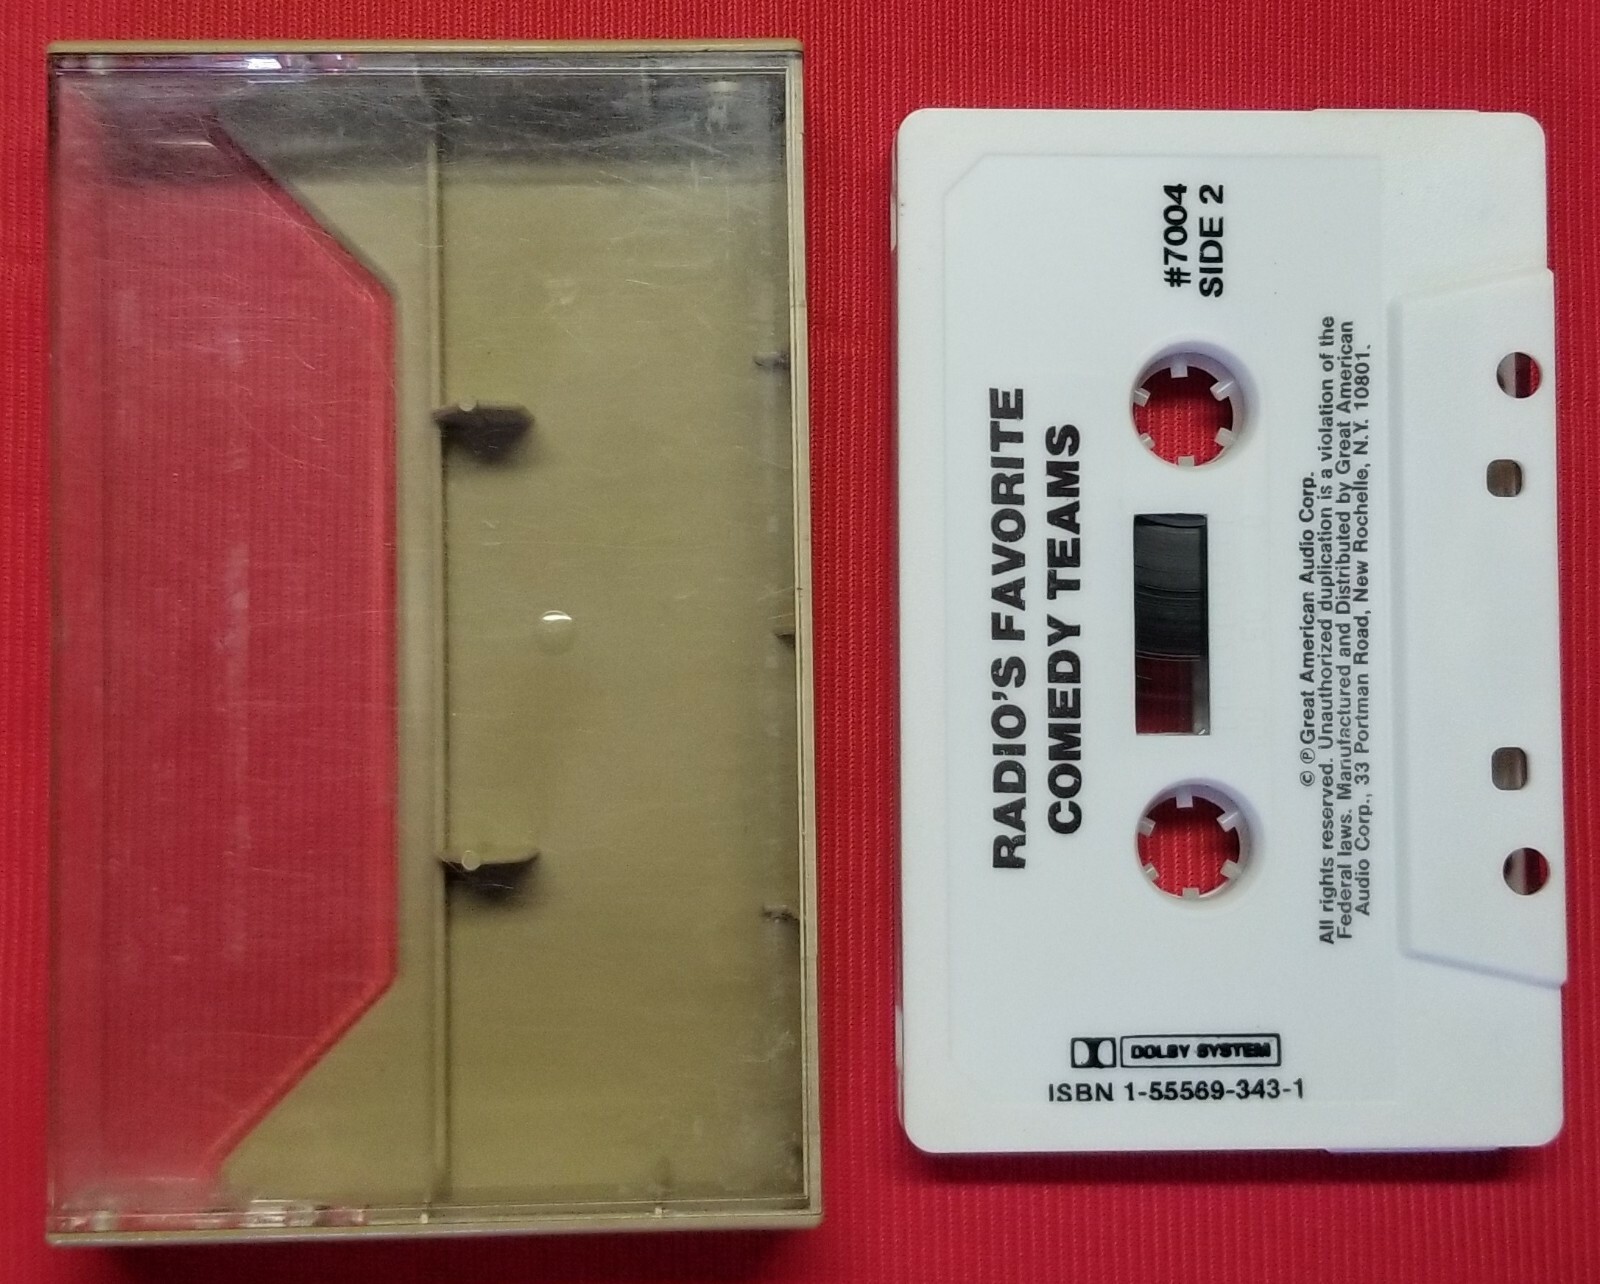 RADIO'S FAVORITE
COMEDY TEAMS
#7004
SIDE 2
© ℗ Great American Audio Corp.
All rights reserved. Unauthorized duplication is a violation of the
Federal laws. Manufactured and Distributed by Great American
Audio Corp., 33 Portman Road, New Rochelle, N.Y. 10801.
DOLBY SYSTEM
ISBN 1-55569-343-1